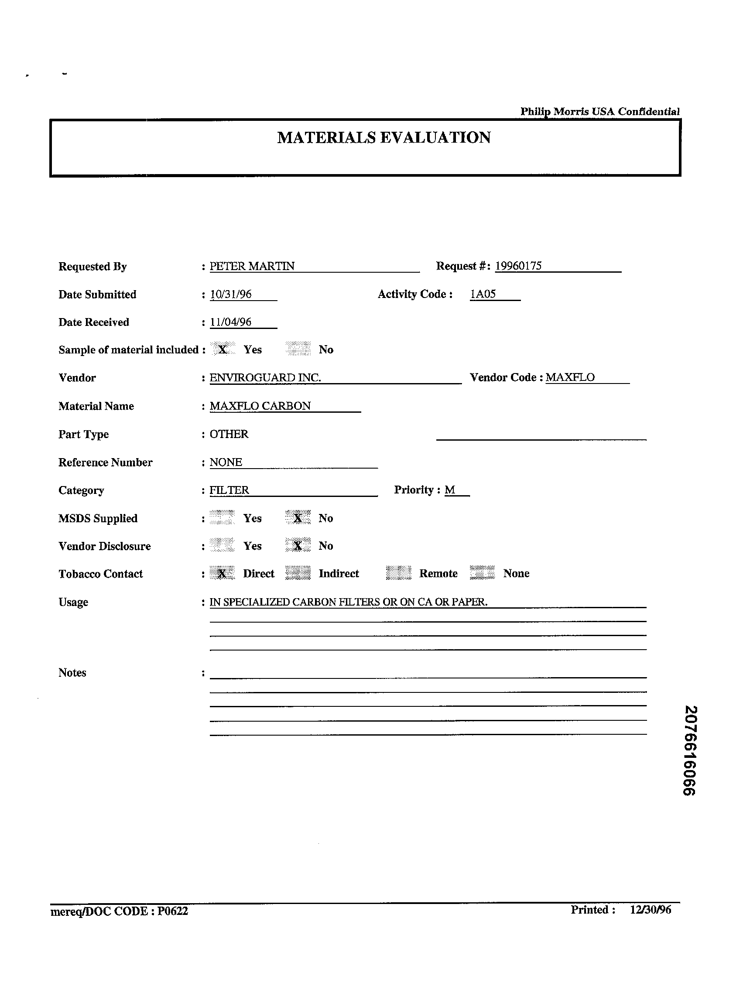 Philip Morris USA Confidential
MATERIALS EVALUATION
Requested By : PETER MARTIN Request #: 19960175
Date Submitted : 10/31/96 Activity Code : 1A05
Date Received : 11/04/96
Sample of material included : X Yes No
Vendor : ENVIROGUARD INC. Vendor Code : MAXFLO
Material Name : MAXFLO CARBON
Part Type : OTHER
Reference Number : NONE
Category : FILTER Priority : M
MSDS Supplied : Yes X No
Vendor Disclosure : Yes X No
Tobacco Contact : X Direct Indirect Remote None
Usage : IN SPECIALIZED CARBON FILTERS OR ON CA OR PAPER.
Notes :
2076616066
mereq/DOC CODE : P0622 Printed : 12/30/96